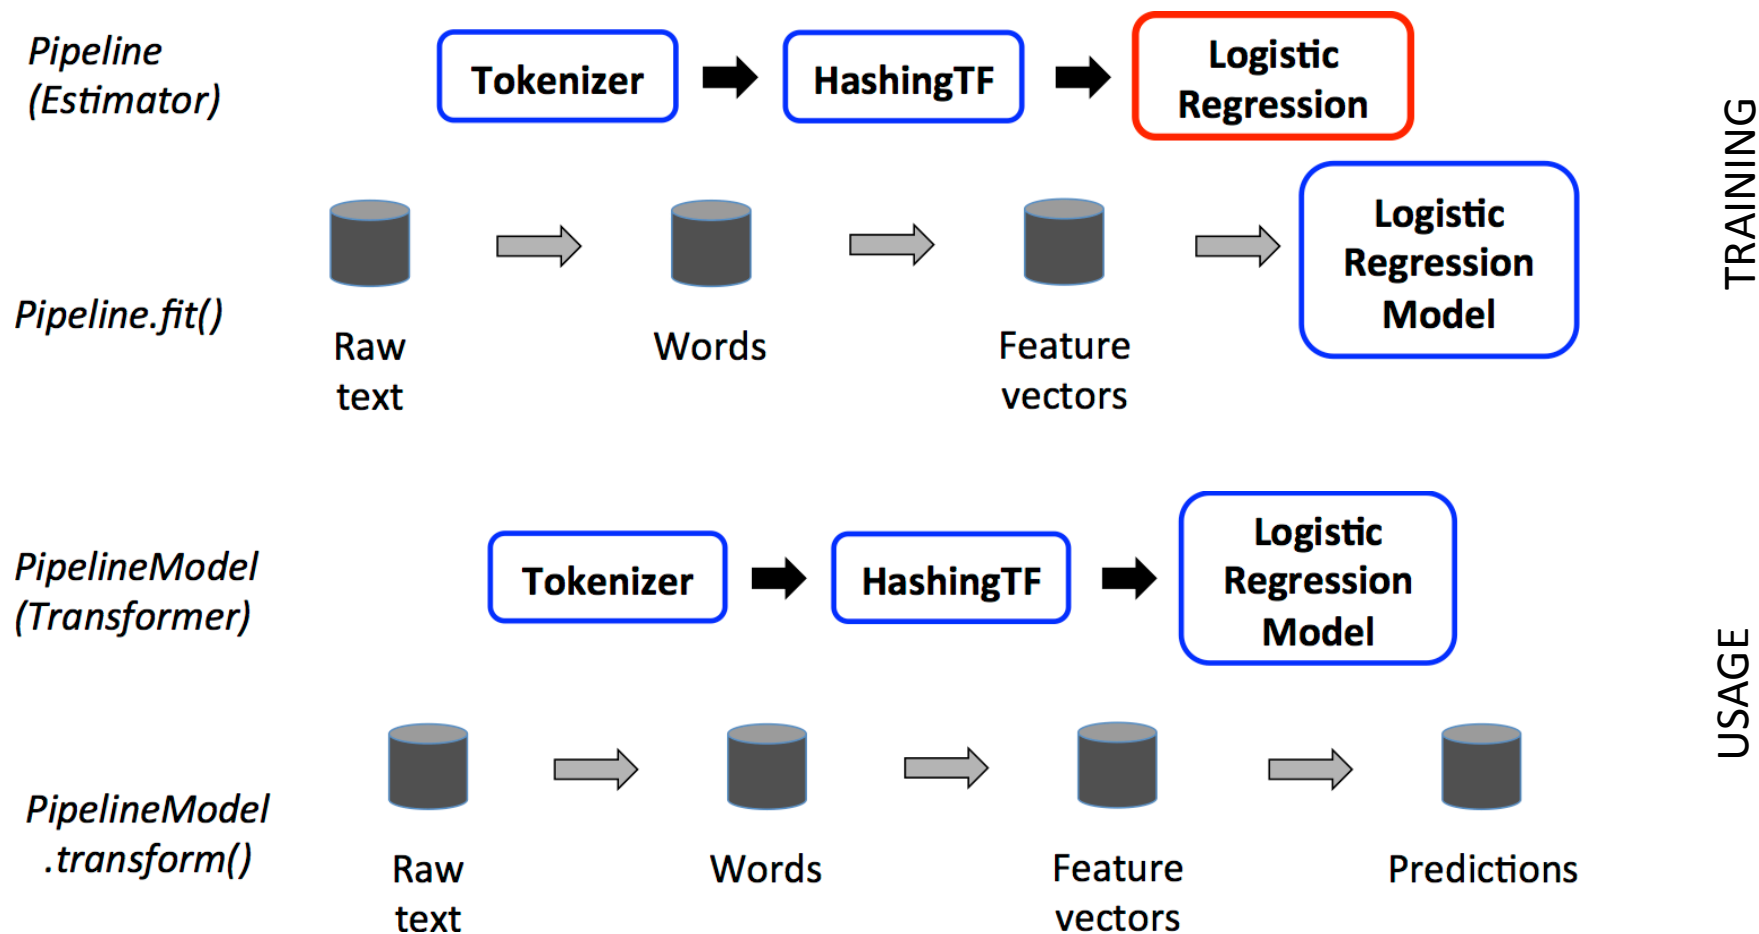 Pipeline
(Estimator)
Tokenizer
HashingTF
Logistic
Regression
Pipeline.fit()
Raw
text
Words
Feature
vectors
Logistic
Regression
Model
TRAINING
PipelineModel
(Transformer)
Tokenizer
HashingTF
Logistic
Regression
Model
PipelineModel
.transform()
Raw
text
Words
Feature
vectors
Predictions
USAGE